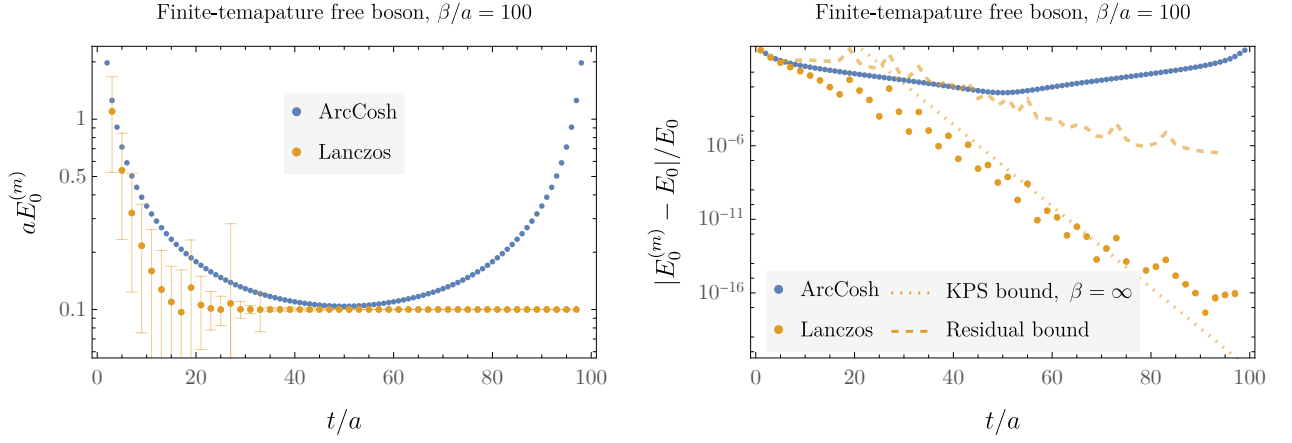 Finite-temapature free boson, β/a = 100
aE_0^{(m)}
1
0.5
0.1
ArcCosh
Lanczos
0 20 40 60 80 100
t/a
Finite-temapature free boson, β/a = 100
|E_0^{(m)} − E_0|/E_0
10^{-6}
10^{-11}
10^{-16}
ArcCosh KPS bound, β = ∞
Lanczos Residual bound
0 20 40 60 80 100
t/a